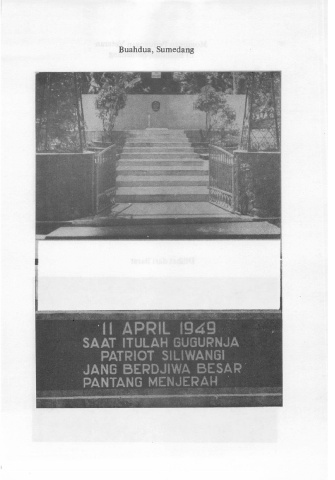 Buahdua, Sumedang
11 APRIL 1949
SAAT ITULAH GUGURNJA
PATRIOT SILIWANGI
JANG BERDJIWA BESAR
PANTANG MENJERAH